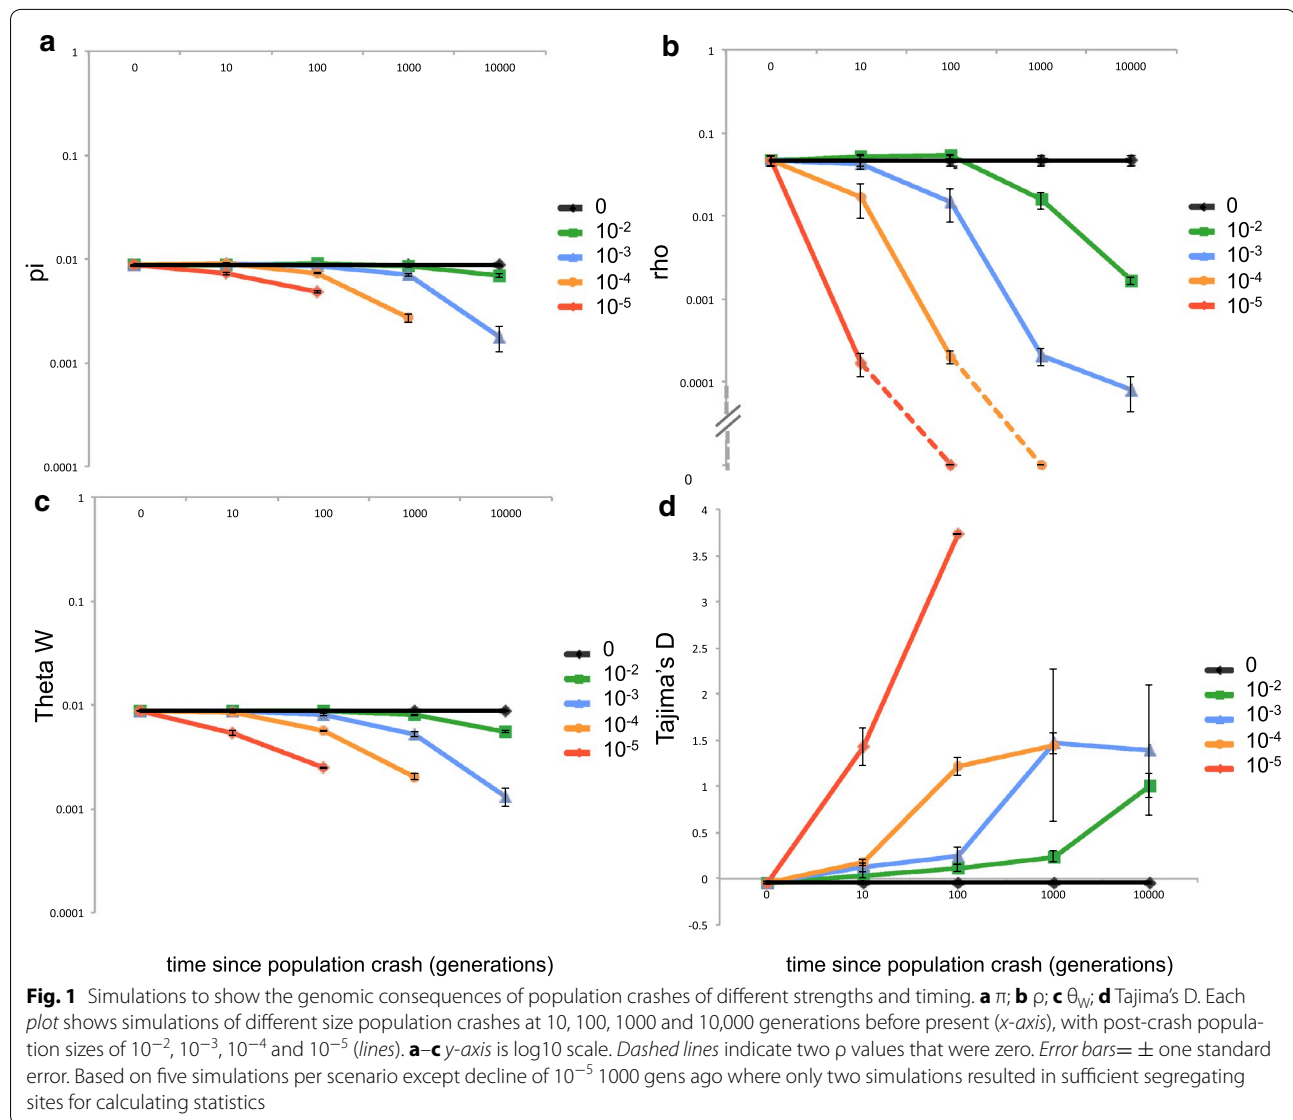 a
1
0 10 100 1000 10000
0.1
0.01
0.001
0.0001
pi
0
10-2
10-3
10-4
10-5
b
1
0 10 100 1000 10000
0.1
0.01
0.001
0.0001
0
rho
0
10-2
10-3
10-4
10-5
c
1
0 10 100 1000 10000
0.1
0.01
0.001
0.0001
Theta W
0
10-2
10-3
10-4
10-5
time since population crash (generations)
d
4
3.5
3
2.5
2
1.5
1
0.5
0
-0.5
0 10 100 1000 10000
Tajima's D
0
10-2
10-3
10-4
10-5
time since population crash (generations)
Fig. 1 Simulations to show the genomic consequences of population crashes of different strengths and timing. a π; b ρ; c θW; d Tajima's D. Each
plot shows simulations of different size population crashes at 10, 100, 1000 and 10,000 generations before present (x-axis), with post-crash popula-
tion sizes of 10−2, 10−3, 10−4 and 10−5 (lines). a–c y-axis is log10 scale. Dashed lines indicate two ρ values that were zero. Error bars= ± one standard
error. Based on five simulations per scenario except decline of 10−5 1000 gens ago where only two simulations resulted in sufficient segregating
sites for calculating statistics